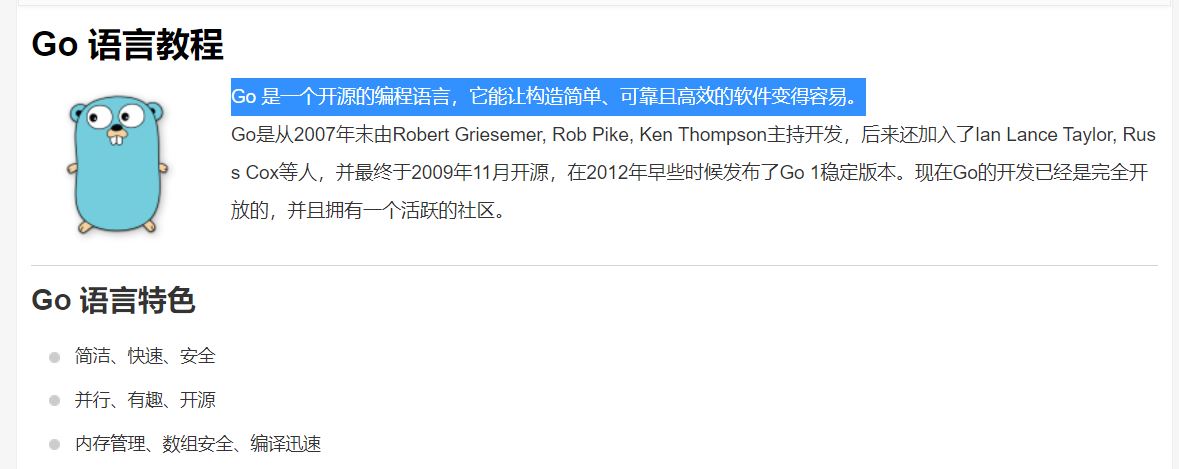 Go 语言教程
Go 是一个开源的编程语言，它能让构造简单、可靠且高效的软件变得容易。
Go是从2007年末由Robert Griesemer, Rob Pike, Ken Thompson主持开发，后来还加入了Ian Lance Taylor, Rus
s Cox等人，并最终于2009年11月开源，在2012年早些时候发布了Go 1稳定版本。现在Go的开发已经是完全开
放的，并且拥有一个活跃的社区。
Go 语言特色
简洁、快速、安全
并行、有趣、开源
内存管理、数组安全、编译迅速